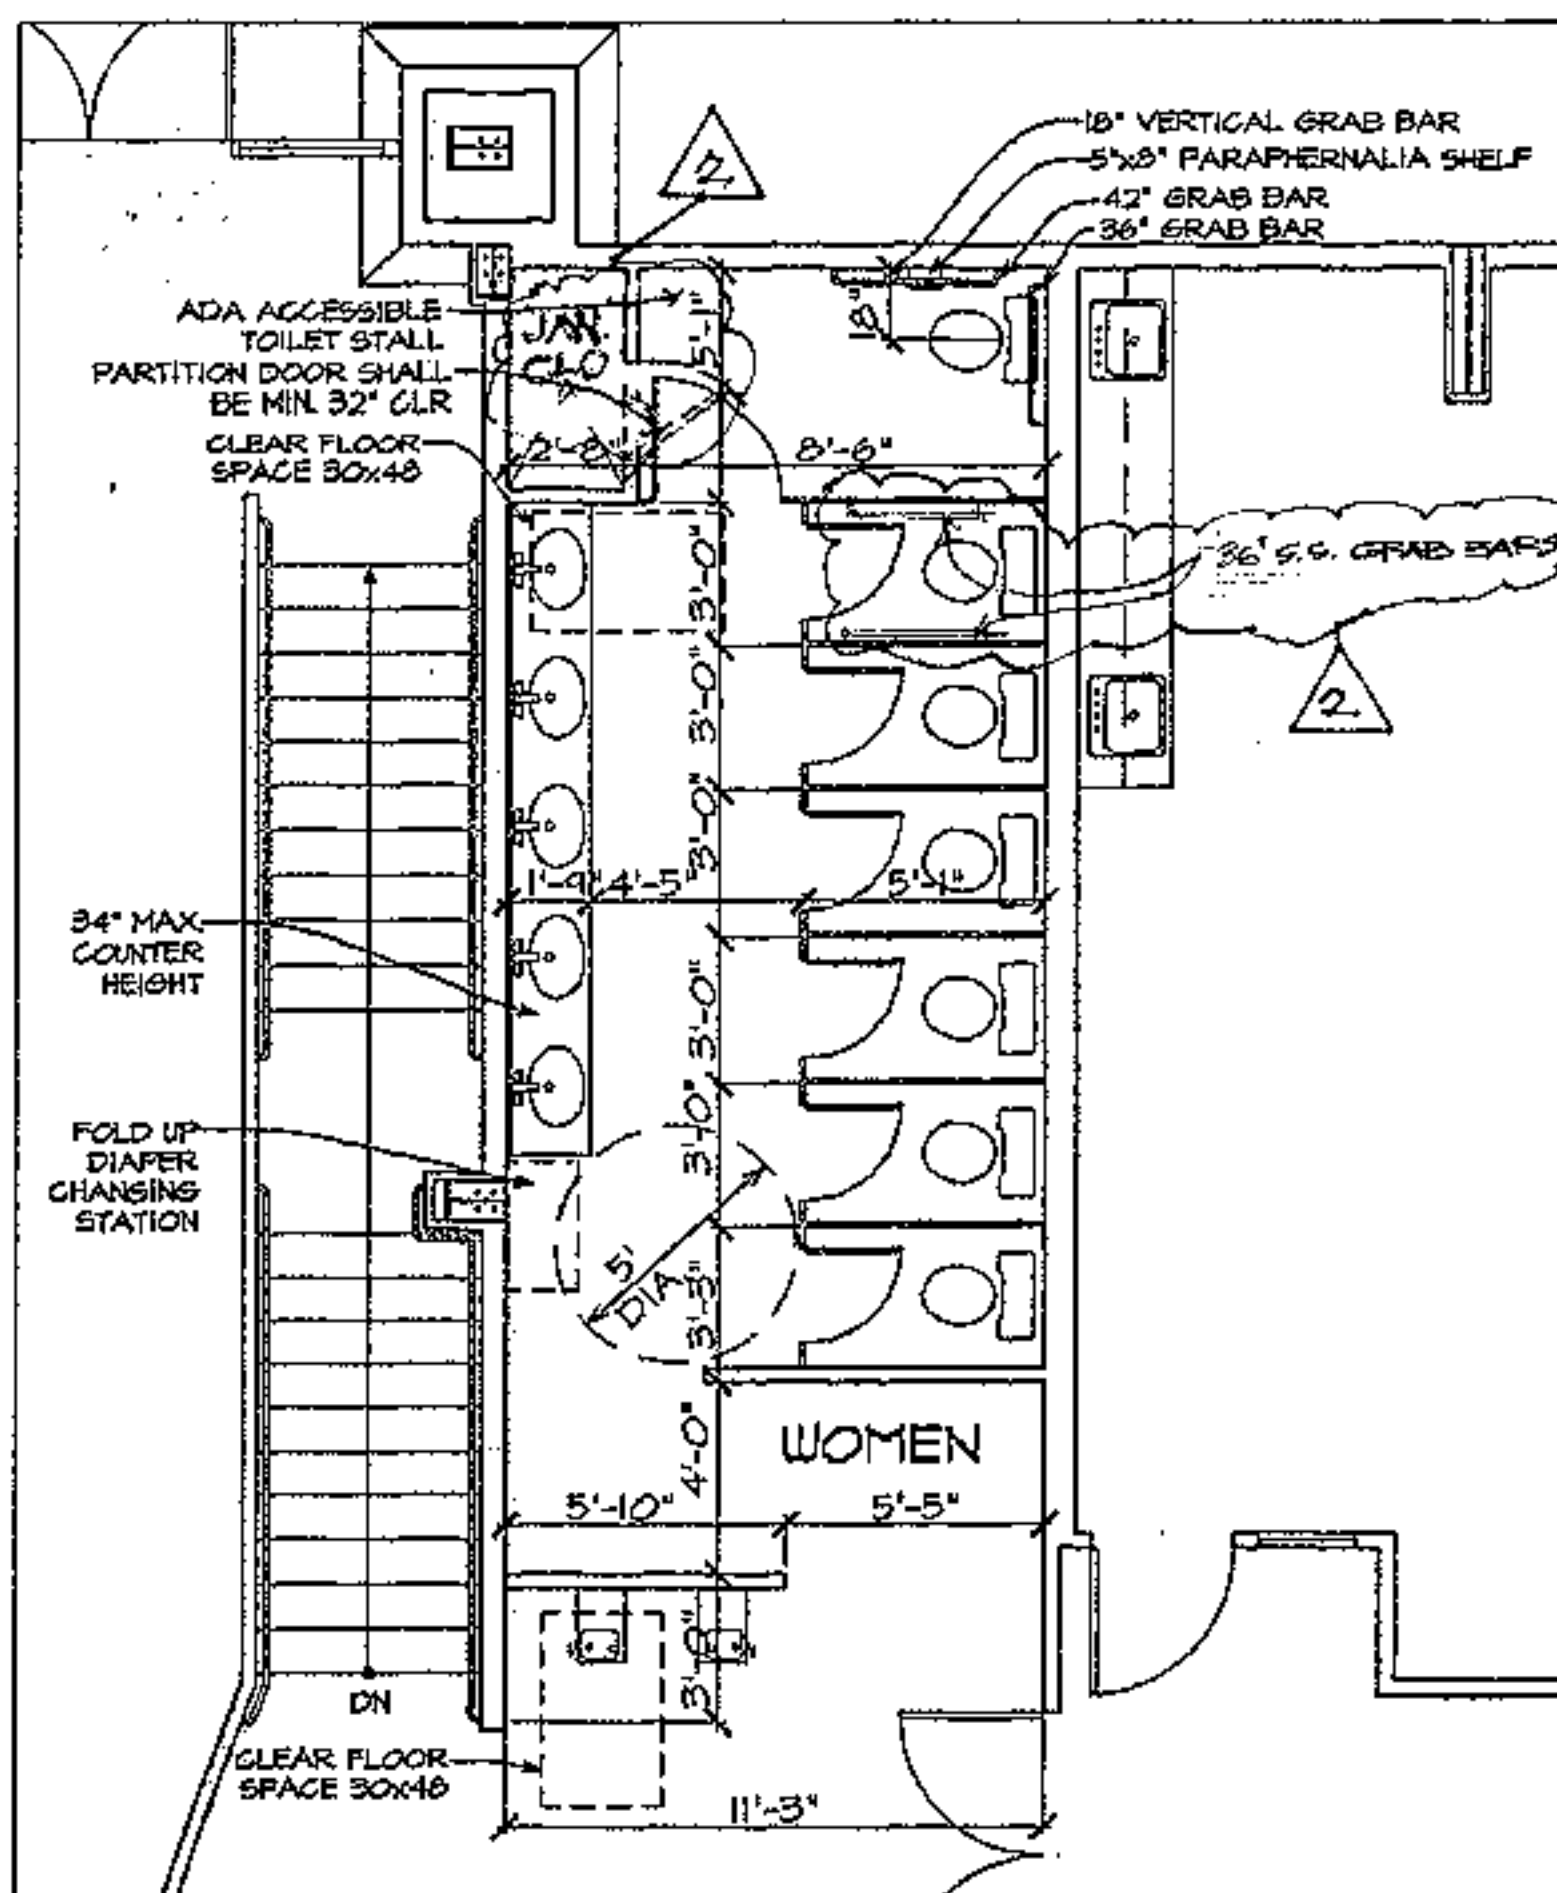 2
18" VERTICAL GRAB BAR
5"x8" PARAPHERNALIA SHELF
42" GRAB BAR
36" GRAB BAR
ADA ACCESSIBLE
TOILET STALL
PARTITION DOOR SHALL
BE MIN. 32" CLR
CLEAR FLOOR
SPACE 30x48
JAN.
CLO
5'-1"
18"
2'-8"
8'-6"
36" S.S. GRAB BARS
2
3'-0"
3'-0"
3'-0"
1'-9"
4'-5"
5'-1"
34" MAX
COUNTER
HEIGHT
3'-0"
3'-0"
FOLD UP
DIAPER
CHANGING
STATION
5'
DIA.
3'-3"
4'-0"
WOMEN
5'-10"
5'-5"
3'-0"
DN
CLEAR FLOOR
SPACE 30x48
11'-3"